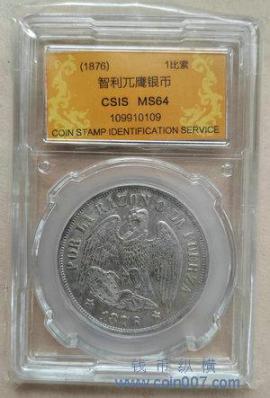 (1876) 1比索
智利兀鹰银币
CSIS MS64
109910109
COIN STAMP IDENTIFICATION SERVICE
POR LA RAZON O LA FUERZA
1876
钱币纵横
www.coin007.com